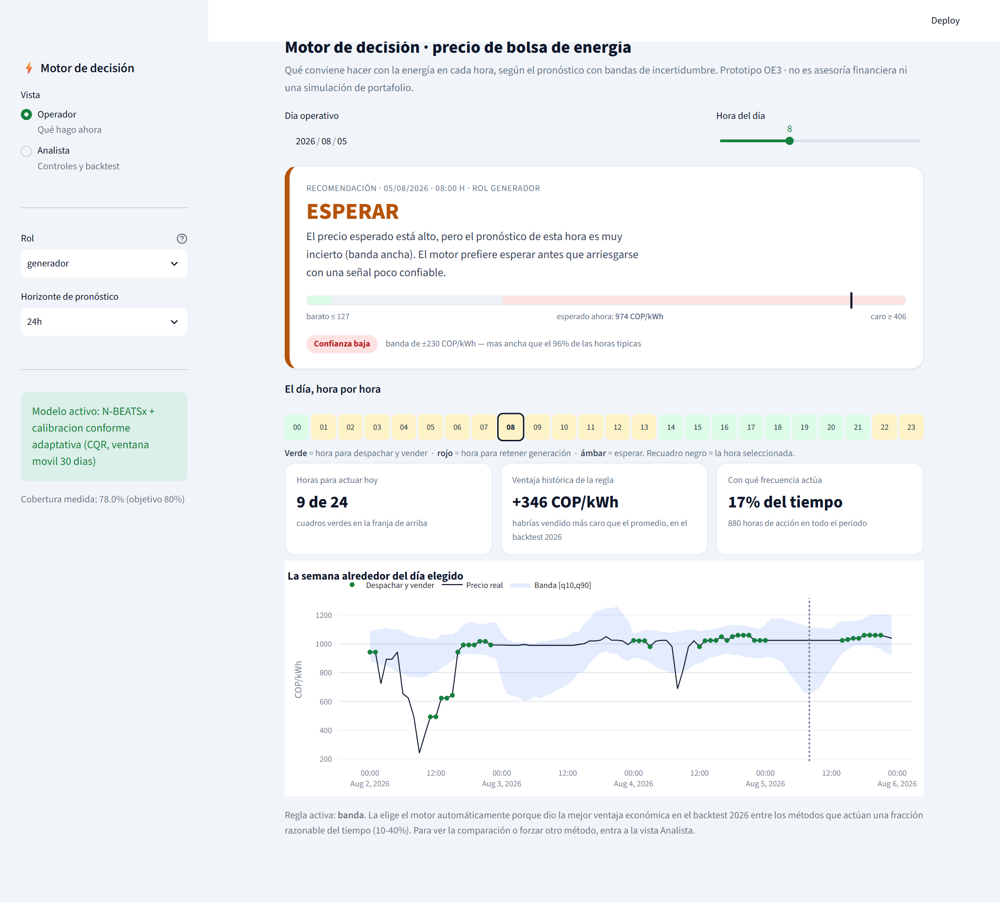 Deploy
⚡ Motor de decisión
Vista
Operador
Qué hago ahora
Analista
Controles y backtest
Rol
generador
Horizonte de pronóstico
24h
Modelo activo: N-BEATSx +
calibracion conforme
adaptativa (CQR, ventana
movil 30 dias)
Cobertura medida: 78.0% (objetivo 80%)
Motor de decisión · precio de bolsa de energía
Qué conviene hacer con la energía en cada hora, según el pronóstico con bandas de incertidumbre. Prototipo OE3 · no es asesoría financiera ni
una simulación de portafolio.
Día operativo
2026 / 08 / 05
Hora del día
8
RECOMENDACIÓN · 05/08/2026 · 08:00 H · ROL GENERADOR
ESPERAR
El precio esperado está alto, pero el pronóstico de esta hora es muy
incierto (banda ancha). El motor prefiere esperar antes que arriesgarse
con una señal poco confiable.
barato ≤ 127 esperado ahora: 974 COP/kWh caro ≥ 406
Confianza baja banda de ±230 COP/kWh — mas ancha que el 96% de las horas tipicas
El día, hora por hora
00 01 02 03 04 05 06 07 08 09 10 11 12 13 14 15 16 17 18 19 20 21 22 23
Verde = hora para despachar y vender · rojo = hora para retener generación · ámbar = esperar. Recuadro negro = la hora seleccionada.
Horas para actuar hoy
9 de 24
cuadros verdes en la franja de arriba
Ventaja histórica de la regla
+346 COP/kWh
habrías vendido más caro que el promedio, en el
backtest 2026
Con qué frecuencia actúa
17% del tiempo
880 horas de acción en todo el periodo
La semana alrededor del día elegido
Despachar y vender Precio real Banda [q10,q90]
COP/kWh
1200
1000
800
600
400
200
00:00 12:00 00:00 12:00 00:00 12:00 00:00 12:00 00:00
Aug 2, 2026 Aug 3, 2026 Aug 4, 2026 Aug 5, 2026 Aug 6, 2026
Regla activa: banda. La elige el motor automáticamente porque dio la mejor ventaja económica en el backtest 2026 entre los métodos que actúan una fracción
razonable del tiempo (10-40%). Para ver la comparación o forzar otro método, entra a la vista Analista.